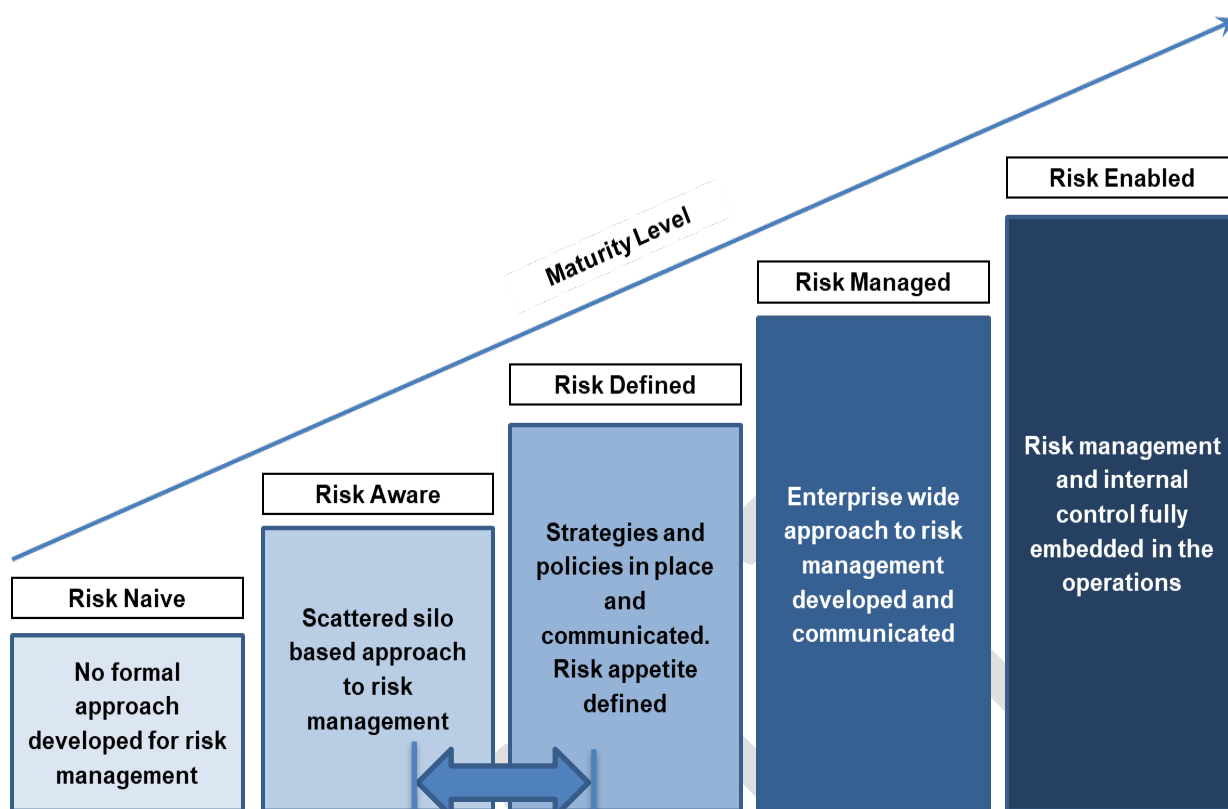 Maturity Level
Risk Naive
No formal
approach
developed for risk
management
Risk Aware
Scattered silo
based approach
to risk
management
Risk Defined
Strategies and
policies in place
and
communicated.
Risk appetite
defined
Risk Managed
Enterprise wide
approach to risk
management
developed and
communicated
Risk Enabled
Risk management
and internal
control fully
embedded in the
operations